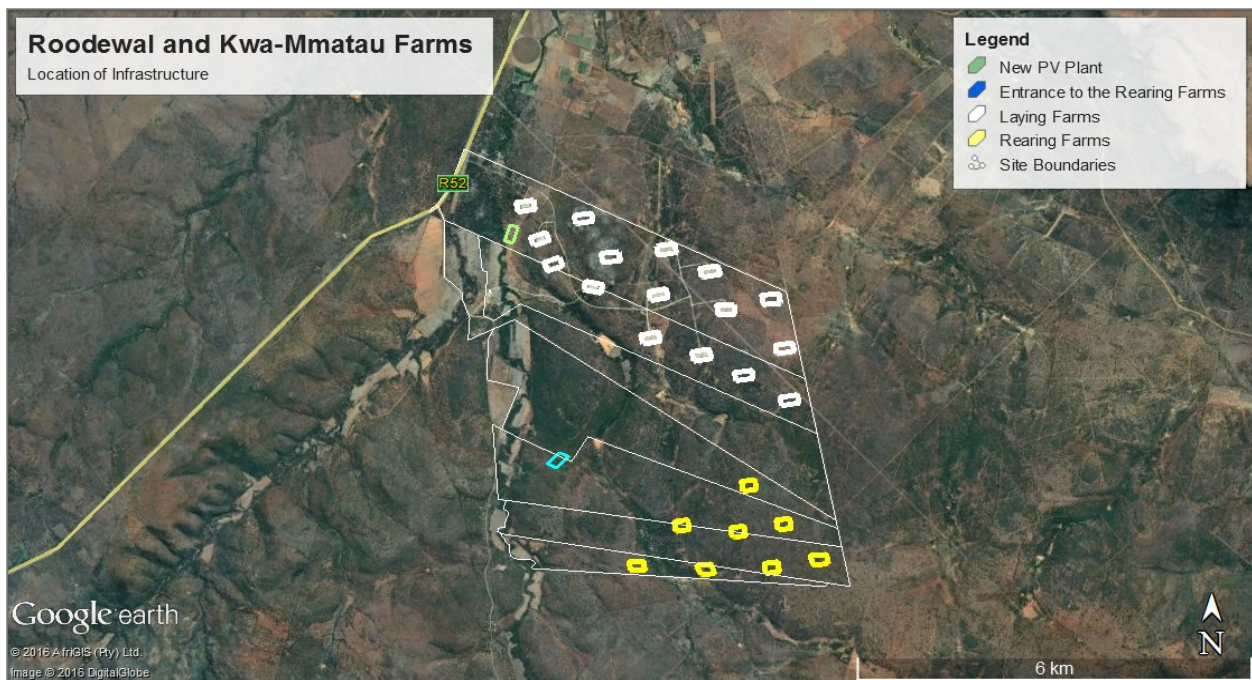 Roodewal and Kwa-Mmatau Farms
Location of Infrastructure
Legend
New PV Plant
Entrance to the Rearing Farms
Laying Farms
Rearing Farms
Site Boundaries
R52
Google earth
© 2016 AfriGIS (Pty) Ltd.
Image © 2016 DigitalGlobe
N
6 km